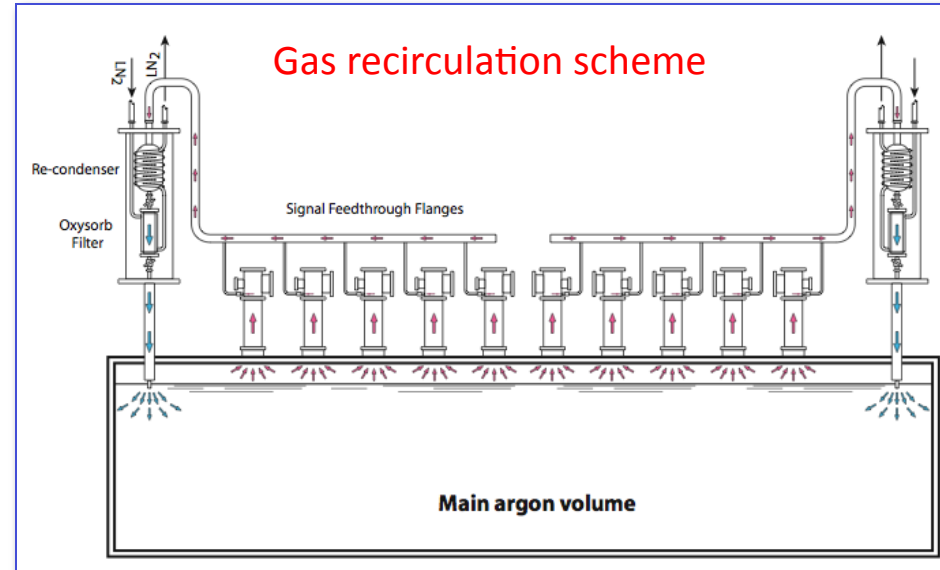 Gas recirculation scheme
LN2
LN2
Re-condenser
Signal Feedthrough Flanges
Oxysorb
Filter
Main argon volume